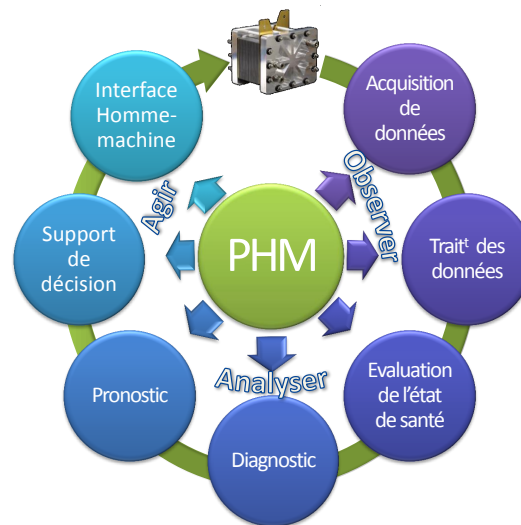 Interface
Homme-
machine
Acquisition
de
données
Agir
Observer
PHM
Support
de
décision
Trait^t des
données
Analyser
Pronostic
Evaluation
de l'état
de santé
Diagnostic